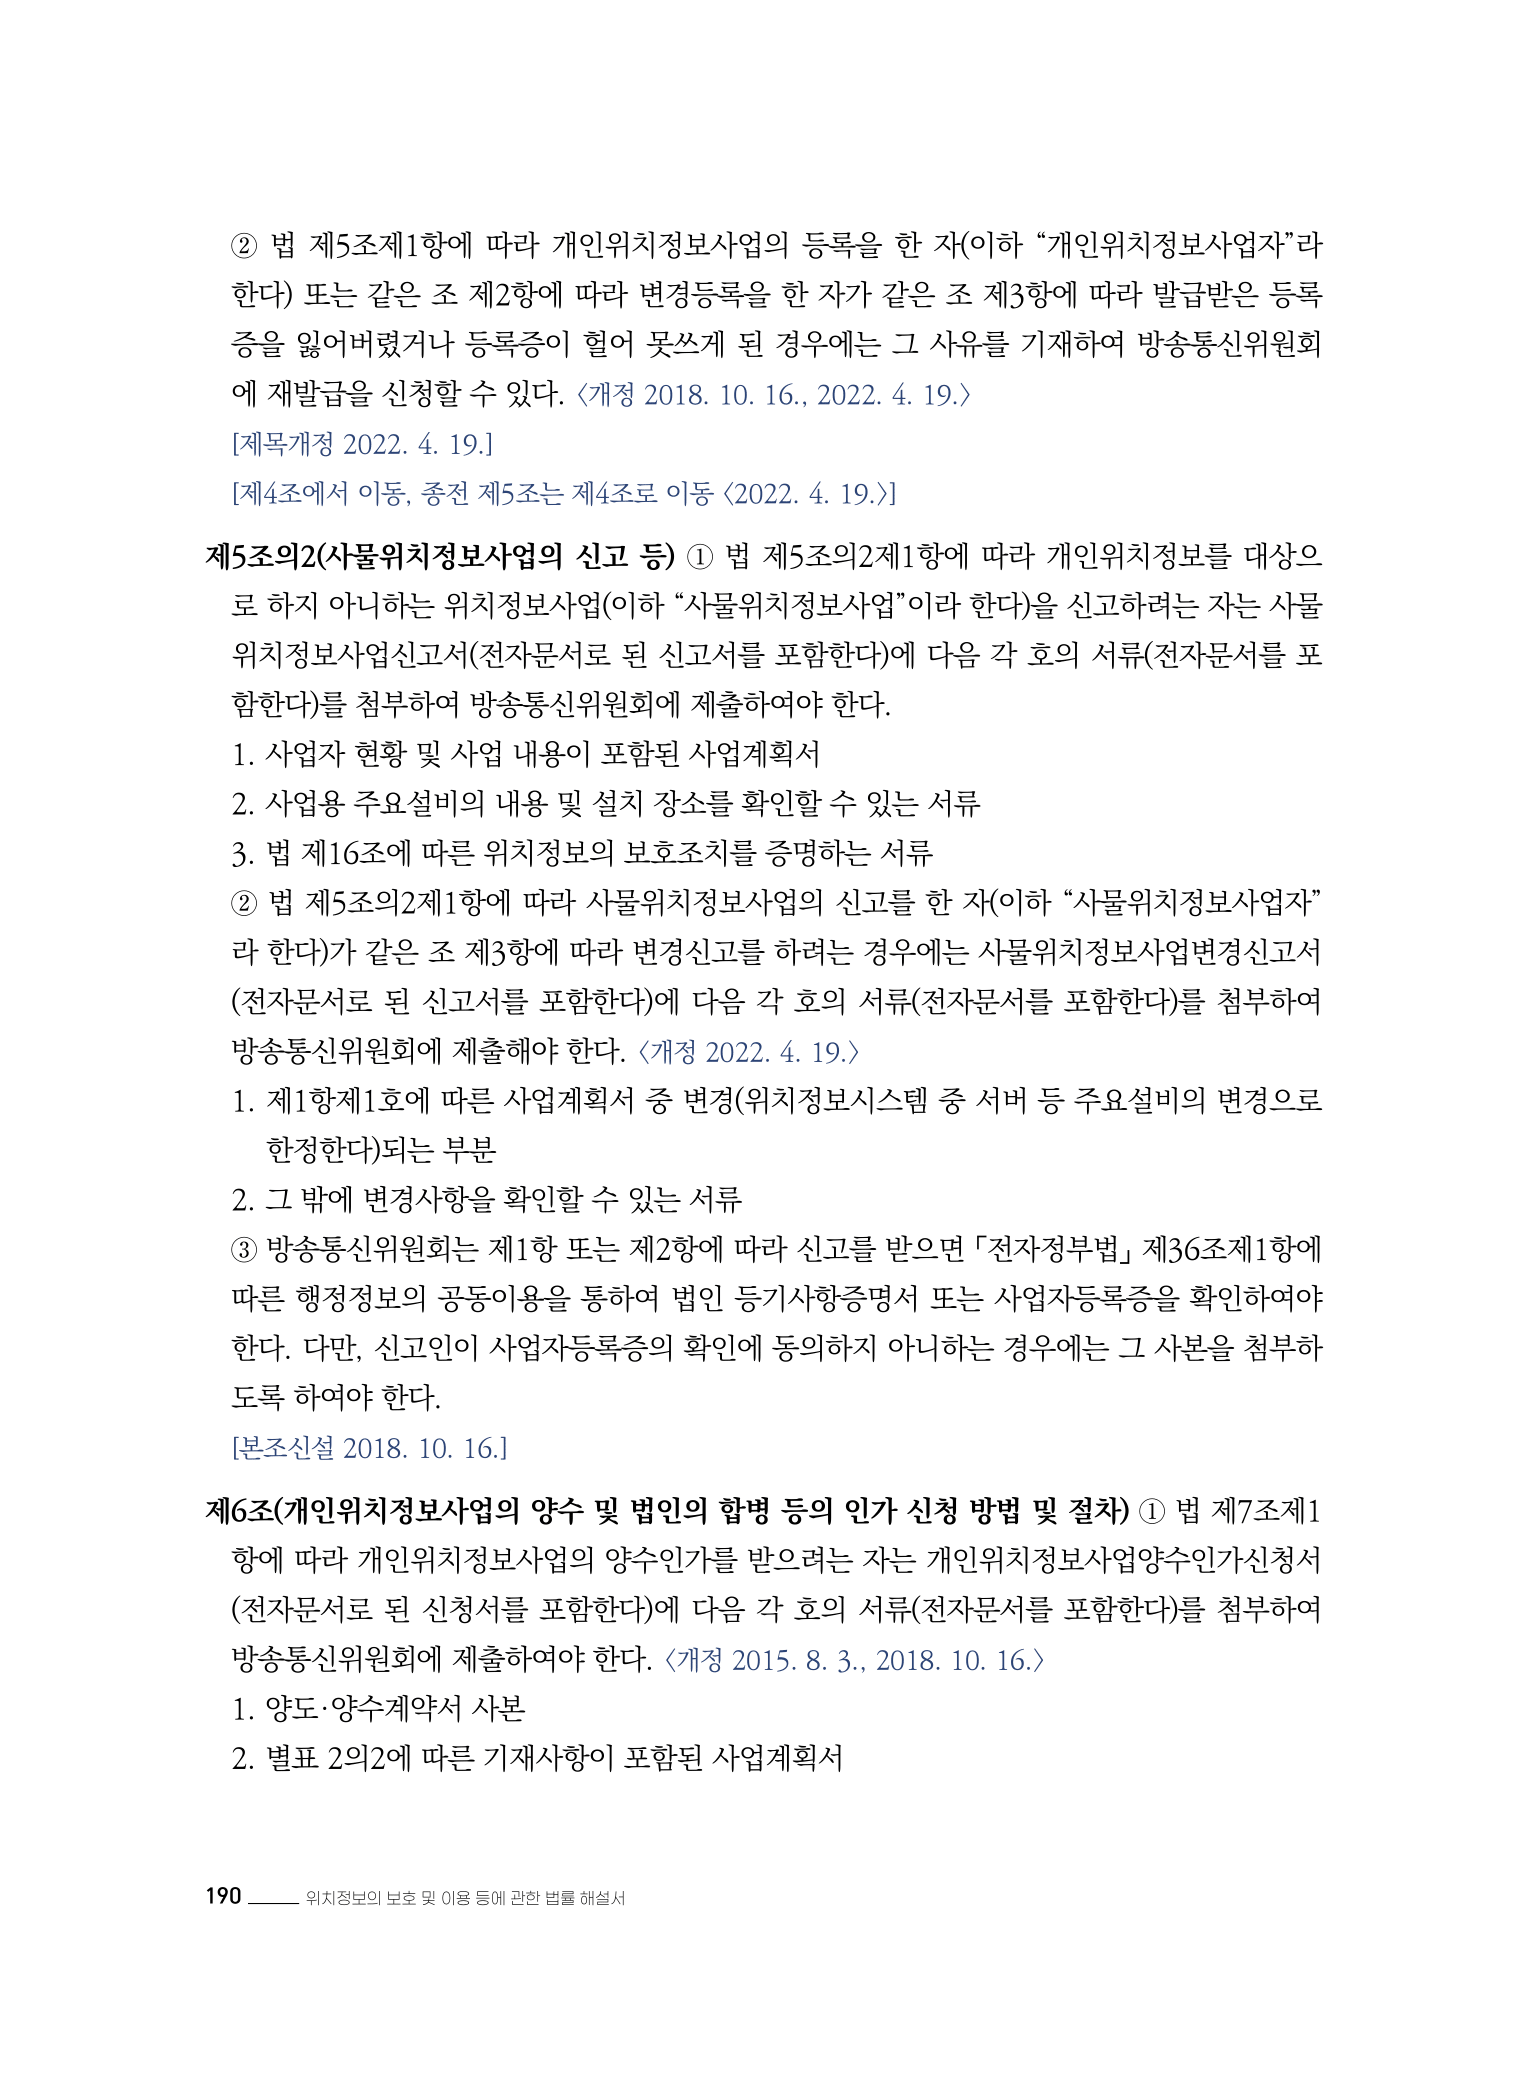 ② 법 제5조제1항에 따라 개인위치정보사업의 등록을 한 자(이하 “개인위치정보사업자”라
한다) 또는 같은 조 제2항에 따라 변경등록을 한 자가 같은 조 제3항에 따라 발급받은 등록
증을 잃어버렸거나 등록증이 헐어 못쓰게 된 경우에는 그 사유를 기재하여 방송통신위원회
에 재발급을 신청할 수 있다. 〈개정 2018. 10. 16., 2022. 4. 19.〉
[제목개정 2022. 4. 19.]
[제4조에서 이동, 종전 제5조는 제4조로 이동 〈2022. 4. 19.〉]
제5조의2(사물위치정보사업의 신고 등) ① 법 제5조의2제1항에 따라 개인위치정보를 대상으
로 하지 아니하는 위치정보사업(이하 “사물위치정보사업”이라 한다)을 신고하려는 자는 사물
위치정보사업신고서(전자문서로 된 신고서를 포함한다)에 다음 각 호의 서류(전자문서를 포
함한다)를 첨부하여 방송통신위원회에 제출하여야 한다.
1. 사업자 현황 및 사업 내용이 포함된 사업계획서
2. 사업용 주요설비의 내용 및 설치 장소를 확인할 수 있는 서류
3. 법 제16조에 따른 위치정보의 보호조치를 증명하는 서류
② 법 제5조의2제1항에 따라 사물위치정보사업의 신고를 한 자(이하 “사물위치정보사업자”
라 한다)가 같은 조 제3항에 따라 변경신고를 하려는 경우에는 사물위치정보사업변경신고서
(전자문서로 된 신고서를 포함한다)에 다음 각 호의 서류(전자문서를 포함한다)를 첨부하여
방송통신위원회에 제출해야 한다. 〈개정 2022. 4. 19.〉
1. 제1항제1호에 따른 사업계획서 중 변경(위치정보시스템 중 서버 등 주요설비의 변경으로
한정한다)되는 부분
2. 그 밖에 변경사항을 확인할 수 있는 서류
③ 방송통신위원회는 제1항 또는 제2항에 따라 신고를 받으면 「전자정부법」 제36조제1항에
따른 행정정보의 공동이용을 통하여 법인 등기사항증명서 또는 사업자등록증을 확인하여야
한다. 다만, 신고인이 사업자등록증의 확인에 동의하지 아니하는 경우에는 그 사본을 첨부하
도록 하여야 한다.
[본조신설 2018. 10. 16.]
제6조(개인위치정보사업의 양수 및 법인의 합병 등의 인가 신청 방법 및 절차) ① 법 제7조제1
항에 따라 개인위치정보사업의 양수인가를 받으려는 자는 개인위치정보사업양수인가신청서
(전자문서로 된 신청서를 포함한다)에 다음 각 호의 서류(전자문서를 포함한다)를 첨부하여
방송통신위원회에 제출하여야 한다. 〈개정 2015. 8. 3., 2018. 10. 16.〉
1. 양도·양수계약서 사본
2. 별표 2의2에 따른 기재사항이 포함된 사업계획서
190 위치정보의 보호 및 이용 등에 관한 법률 해설서